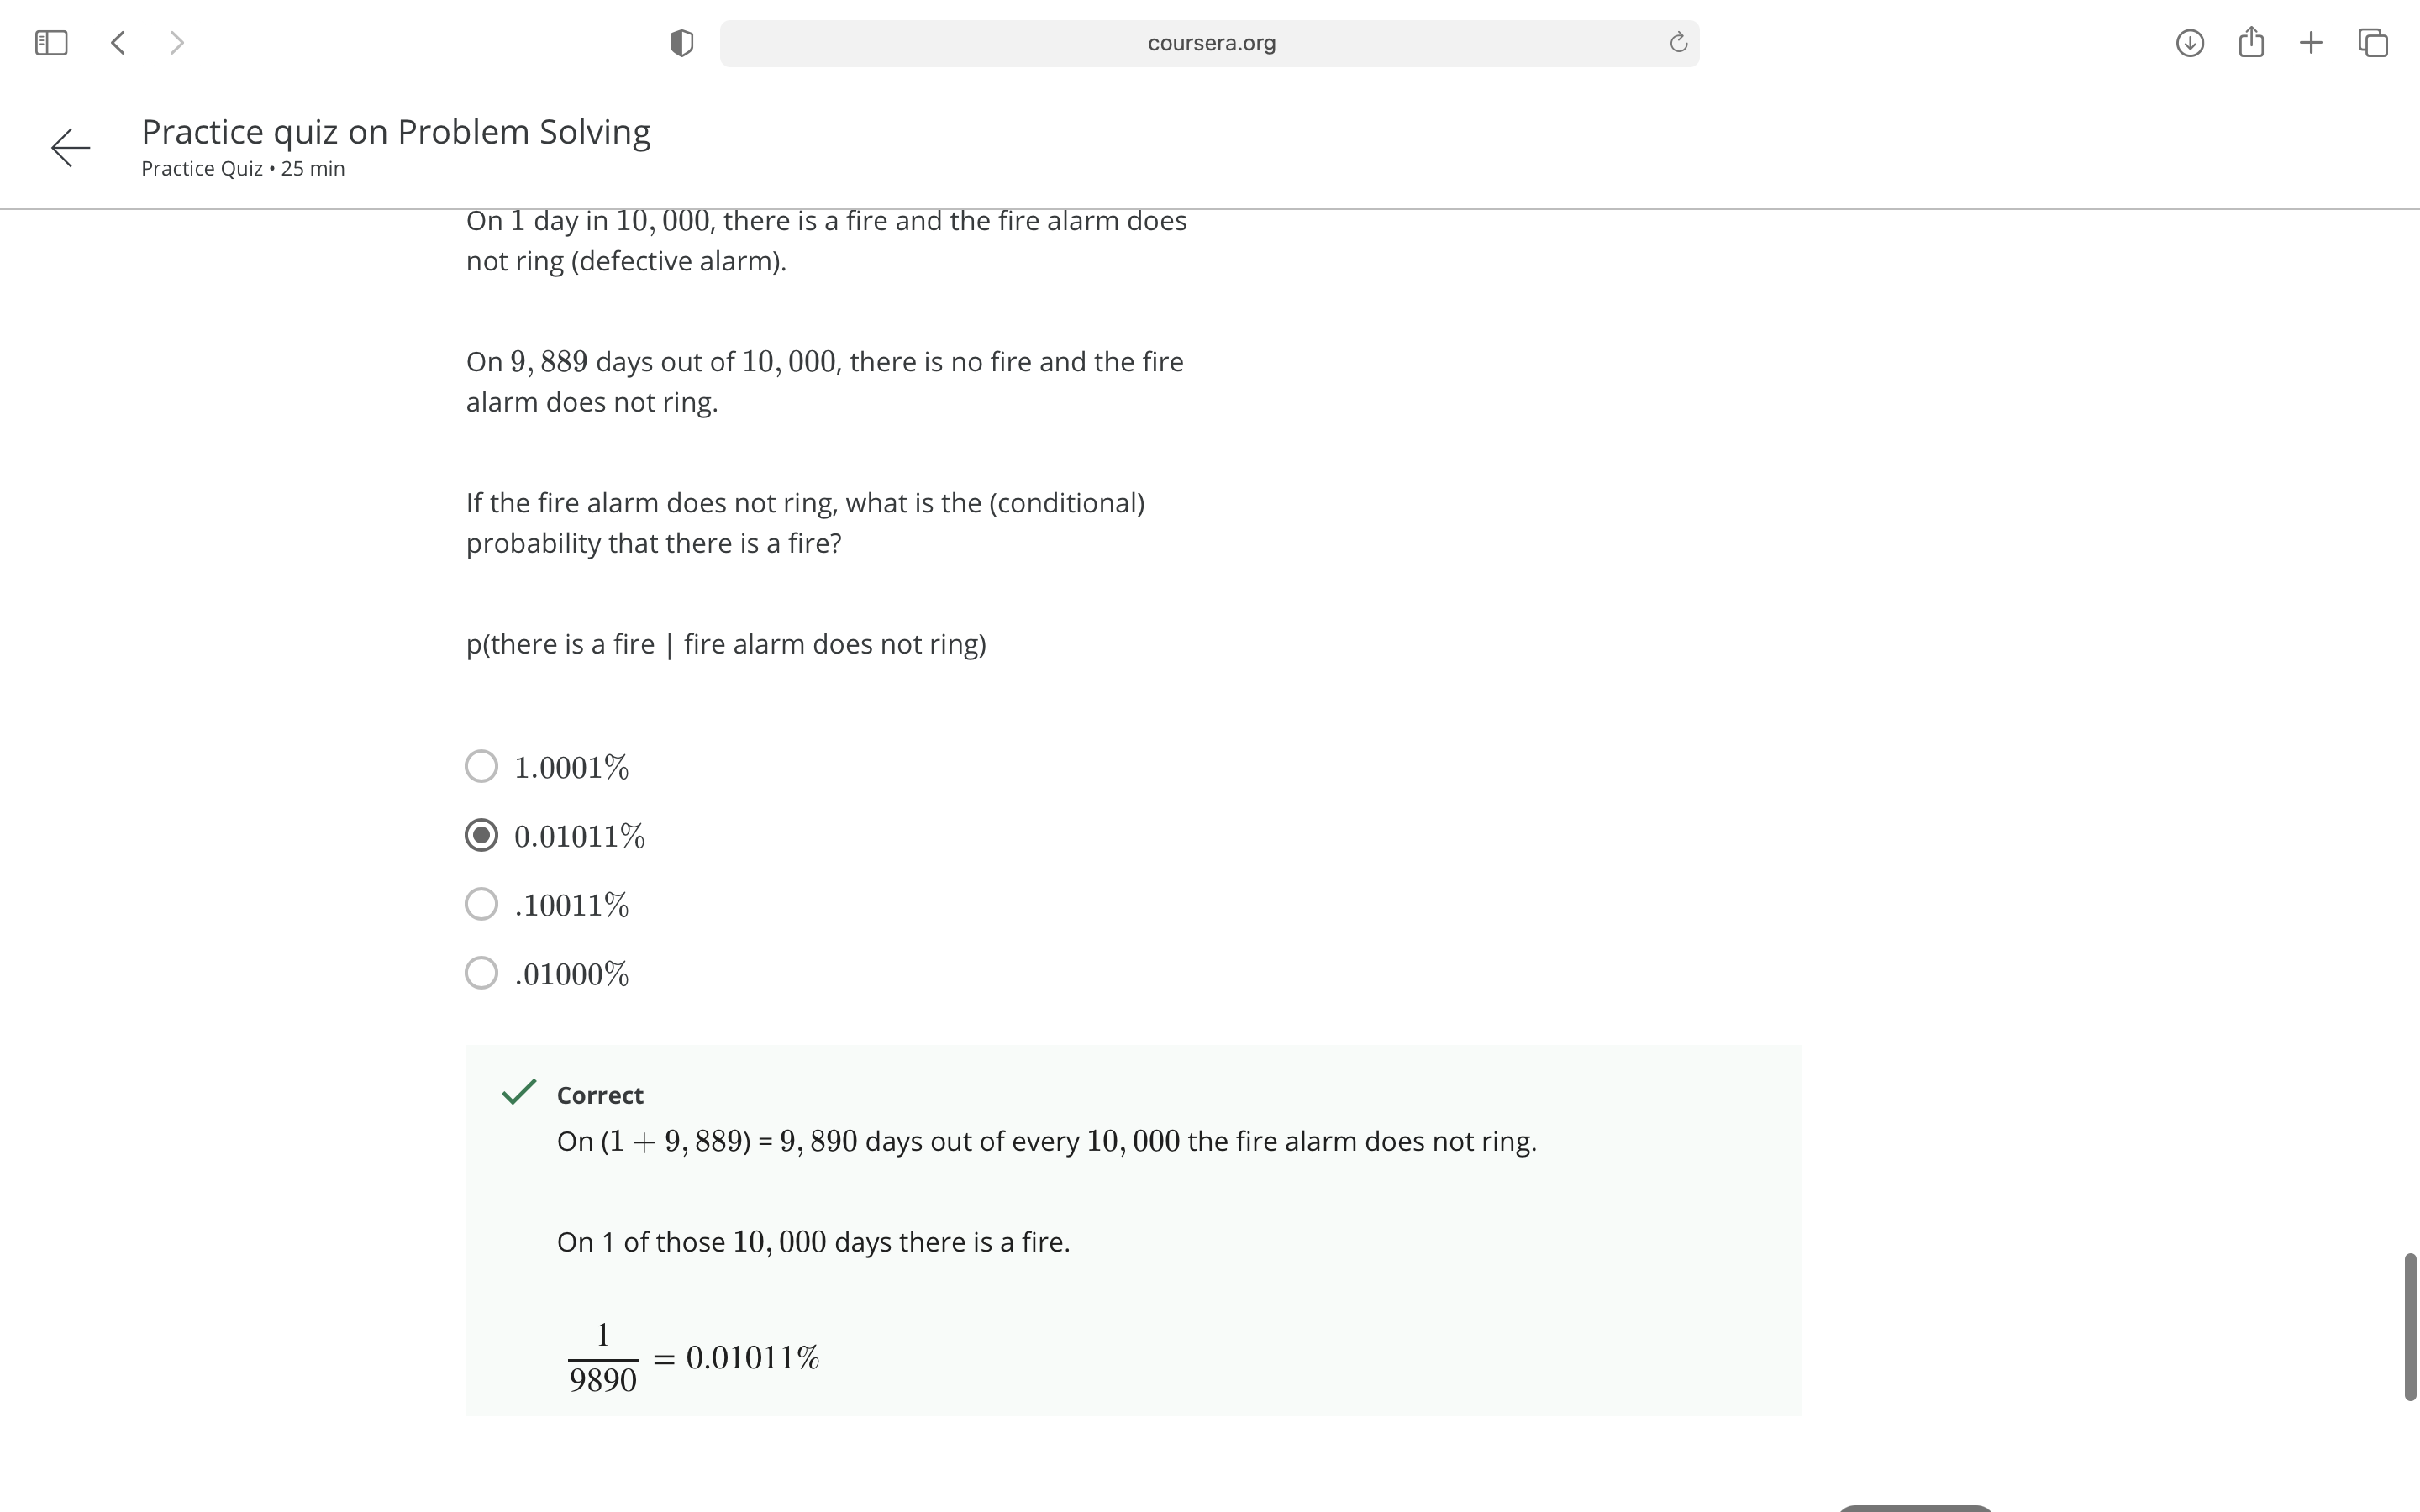 coursera.org
Practice quiz on Problem Solving
Practice Quiz • 25 min
On 1 day in 10, 000, there is a fire and the fire alarm does
not ring (defective alarm).
On 9, 889 days out of 10, 000, there is no fire and the fire
alarm does not ring.
If the fire alarm does not ring, what is the (conditional)
probability that there is a fire?
p(there is a fire | fire alarm does not ring)
1.0001%
0.01011%
.10011%
.01000%
Correct
On (1 + 9, 889) = 9, 890 days out of every 10, 000 the fire alarm does not ring.
On 1 of those 10, 000 days there is a fire.
1
9890
= 0.01011%